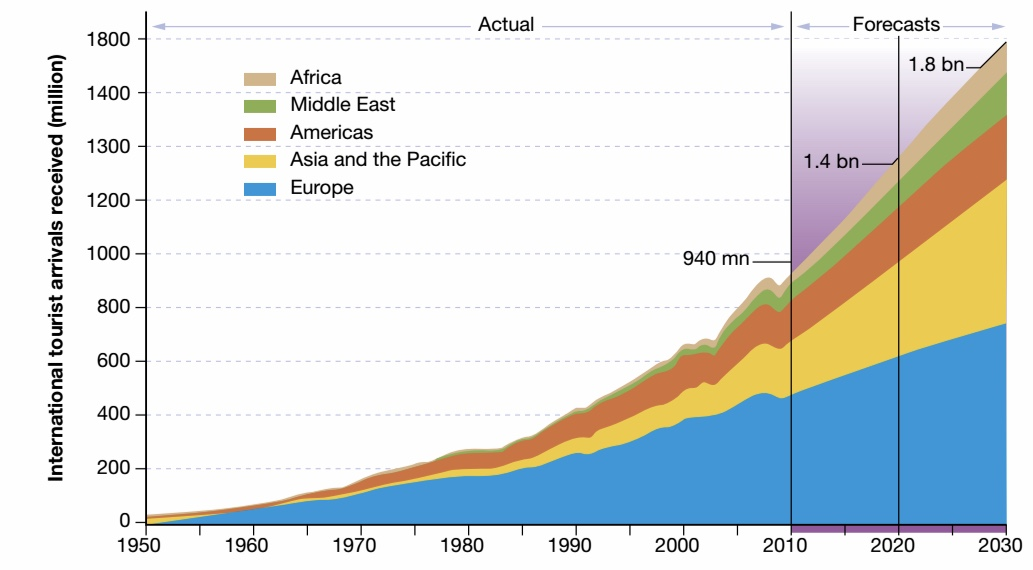 Actual
Forecasts
International tourist arrivals received (million)
1800
1400
1300
1200
1000
800
600
400
200
0
Africa
Middle East
Americas
Asia and the Pacific
Europe
940 mn
1.4 bn
1.8 bn
1950 1960 1970 1980 1990 2000 2010 2020 2030